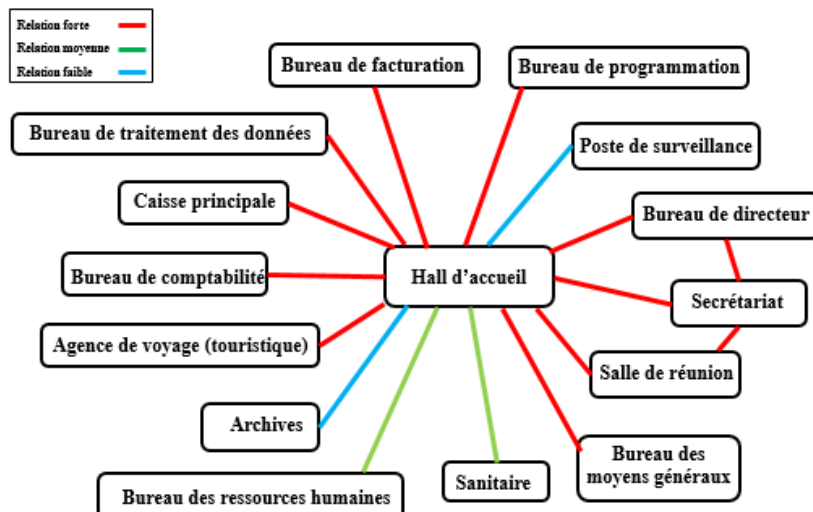 Relation forte
Relation moyenne
Relation faible
Bureau de facturation
Bureau de programmation
Bureau de traitement des données
Poste de surveillance
Caisse principale
Bureau de directeur
Bureau de comptabilité
Hall d'accueil
Secrétariat
Agence de voyage (touristique)
Salle de réunion
Archives
Bureau des
moyens généraux
Sanitaire
Bureau des ressources humaines